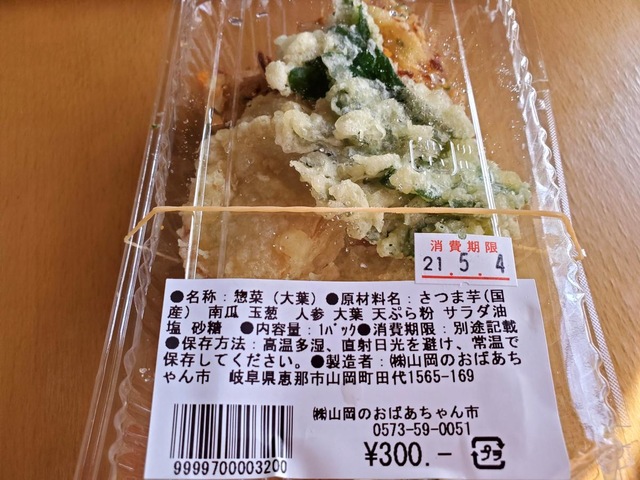 消費期限
21.5.4
●名称：惣菜（大葉）●原材料名：さつま芋(国
産） 南瓜 玉葱 人参 大葉 天ぷら粉 サラダ油
塩 砂糖 ●内容量：1パック●消費期限：別途記載
●保存方法：高温多湿、直射日光を避け、常温で
保存してください。●製造者：㈱山岡のおばあち
ゃん市 岐阜県恵那市山岡町田代1565-169
㈱山岡のおばあちゃん市
0573-59-0051
¥300.-
プラ
9999700003200